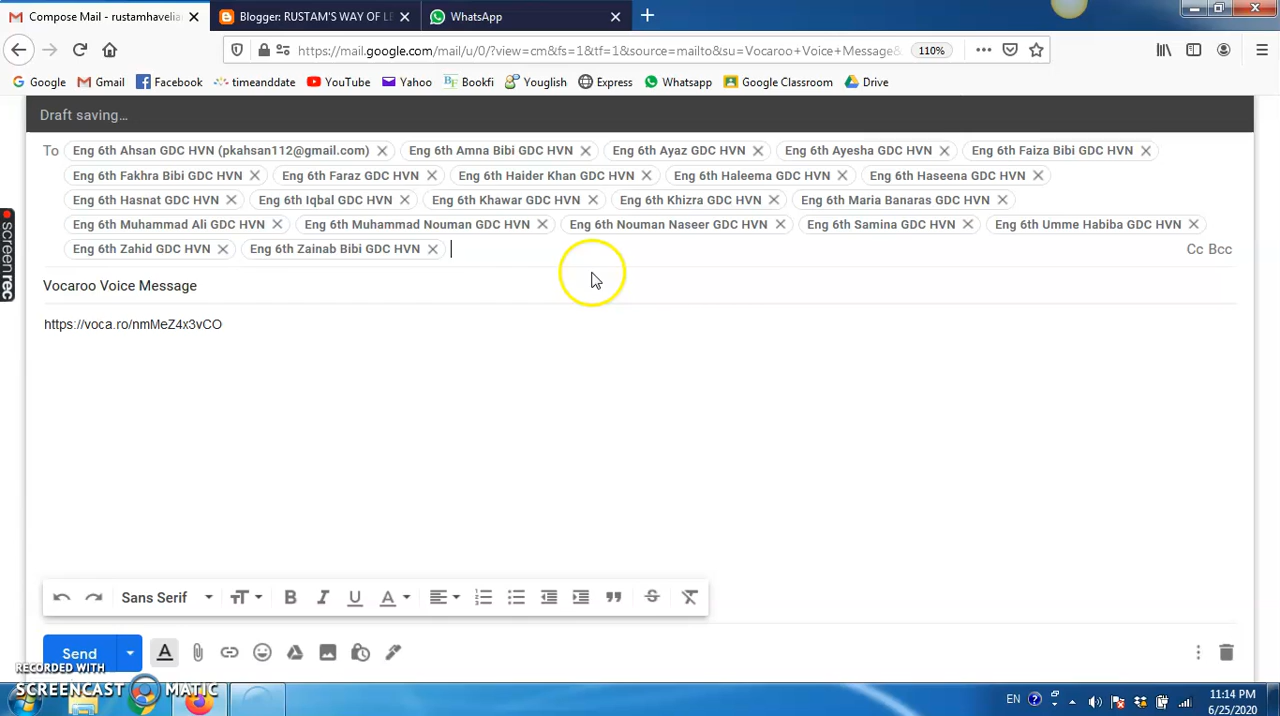 Compose Mail - rustamhavelia
Blogger: RUSTAM'S WAY OF LE
WhatsApp
https://mail.google.com/mail/u/0/?view=cm&fs=1&tf=1&source=mailto&su=Vocaroo+Voice+Message&
110%
Google Gmail Facebook timeanddate YouTube Yahoo Bookfi Youglish Express Whatsapp Google Classroom Drive
Draft saving...
To Eng 6th Ahsan GDC HVN (pkahsan112@gmail.com) Eng 6th Amna Bibi GDC HVN Eng 6th Ayaz GDC HVN Eng 6th Ayesha GDC HVN Eng 6th Faiza Bibi GDC HVN
Eng 6th Fakhra Bibi GDC HVN Eng 6th Faraz GDC HVN Eng 6th Haider Khan GDC HVN Eng 6th Haleema GDC HVN Eng 6th Haseena GDC HVN
Eng 6th Hasnat GDC HVN Eng 6th Iqbal GDC HVN Eng 6th Khawar GDC HVN Eng 6th Khizra GDC HVN Eng 6th Maria Banaras GDC HVN
Eng 6th Muhammad Ali GDC HVN Eng 6th Muhammad Nouman GDC HVN Eng 6th Nouman Naseer GDC HVN Eng 6th Samina GDC HVN Eng 6th Umme Habiba GDC HVN
Eng 6th Zahid GDC HVN Eng 6th Zainab Bibi GDC HVN Cc Bcc
Vocaroo Voice Message
https://voca.ro/nmMeZ4x3vCO
screenrec
Sans Serif
Send
RECORDED WITH
SCREENCAST MATIC
EN
11:14 PM
6/25/2020